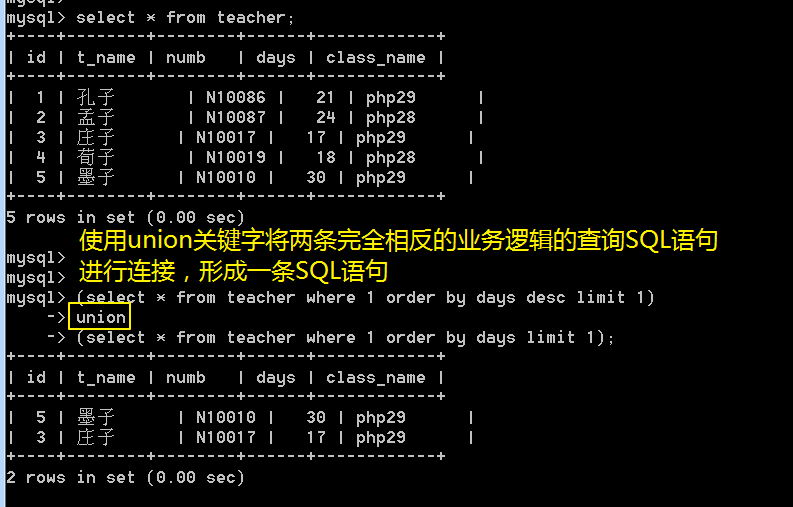 mysql> select * from teacher;
+----+--------+--------+------+------------+
| id | t_name | numb   | days | class_name |
+----+--------+--------+------+------------+
|  1 | 孔子       | N10086 |   21 | php29      |
|  2 | 孟子       | N10087 |   24 | php28      |
|  3 | 庄子      | N10017 |   17 | php29      |
|  4 | 荀子       | N10019 |   18 | php28      |
|  5 | 墨子      | N10010 |   30 | php29      |
+----+--------+--------+------+------------+
5 rows in set (0.00 sec)
使用union关键字将两条完全相反的业务逻辑的查询SQL语句
mysql>
进行连接，形成一条SQL语句
mysql>
mysql> (select * from teacher where 1 order by days desc limit 1)
-> union
-> (select * from teacher where 1 order by days limit 1);
+----+--------+--------+------+------------+
| id | t_name | numb   | days | class_name |
+----+--------+--------+------+------------+
|  5 | 墨子      | N10010 |   30 | php29      |
|  3 | 庄子      | N10017 |   17 | php29      |
+----+--------+--------+------+------------+
2 rows in set (0.00 sec)